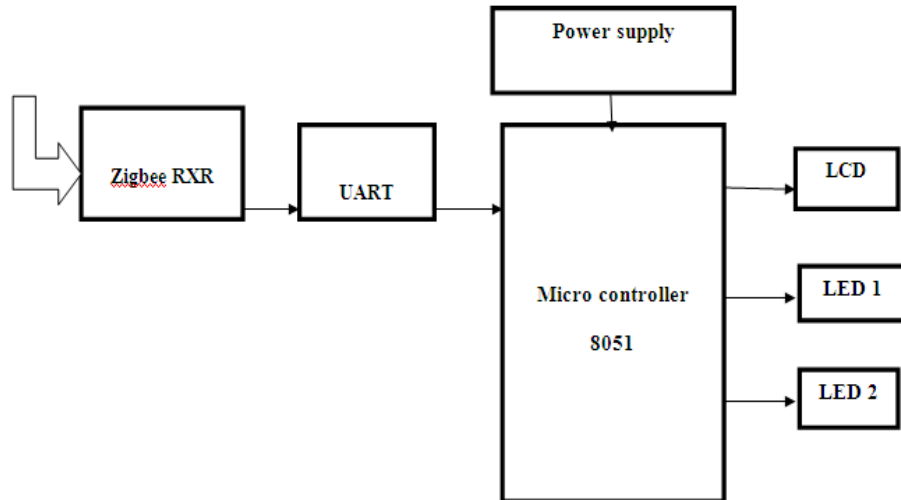 Power supply
Zigbee RXR
UART
Micro controller
8051
LCD
LED 1
LED 2